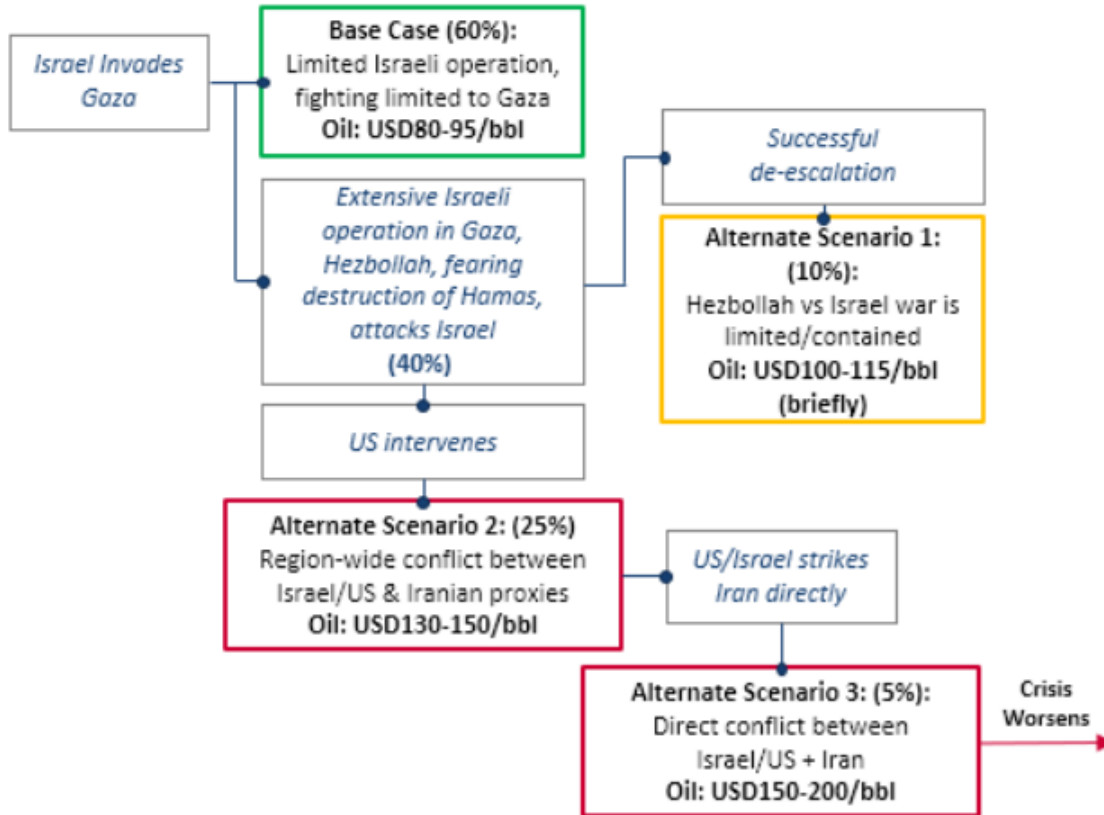 Israel Invades
Gaza
Base Case (60%):
Limited Israeli operation,
fighting limited to Gaza
Oil: USD80-95/bbl
Successful
de-escalation
Extensive Israeli
operation in Gaza,
Hezbollah, fearing
destruction of Hamas,
attacks Israel
(40%)
Alternate Scenario 1:
(10%):
Hezbollah vs Israel war is
limited/contained
Oil: USD100-115/bbl
(briefly)
US intervenes
Alternate Scenario 2: (25%)
Region-wide conflict between
Israel/US & Iranian proxies
Oil: USD130-150/bbl
US/Israel strikes
Iran directly
Alternate Scenario 3: (5%):
Direct conflict between
Israel/US + Iran
Oil: USD150-200/bbl
Crisis
Worsens